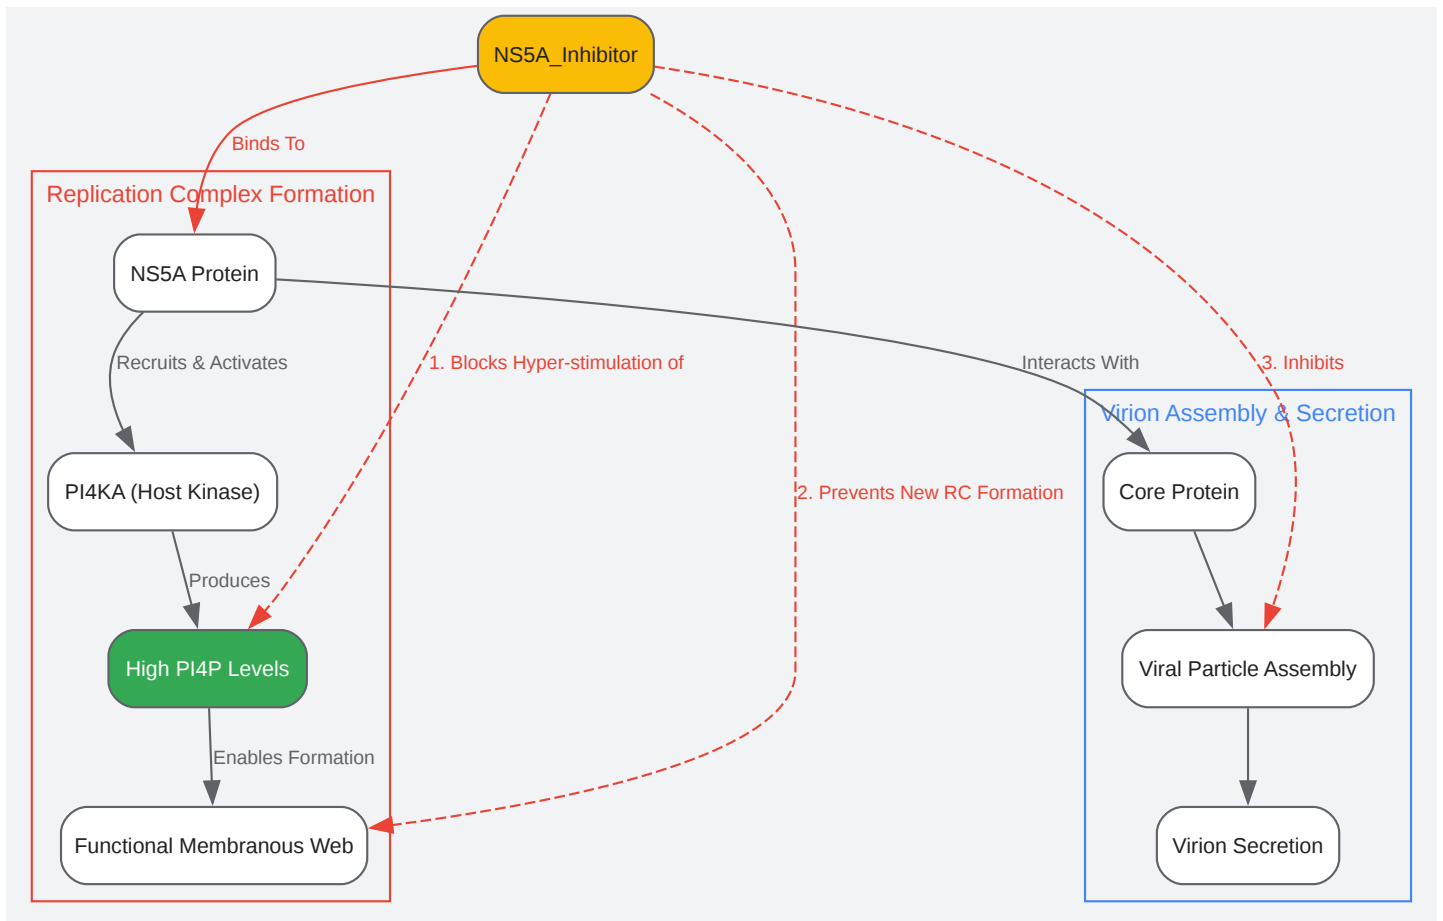 NS5A_Inhibitor
Binds To
Replication Complex Formation
NS5A Protein
Recruits & Activates
1. Blocks Hyper-stimulation of
Interacts With
3. Inhibits
Virion Assembly & Secretion
PI4KA (Host Kinase)
2. Prevents New RC Formation
Core Protein
Produces
High PI4P Levels
Viral Particle Assembly
Enables Formation
Functional Membranous Web
Virion Secretion